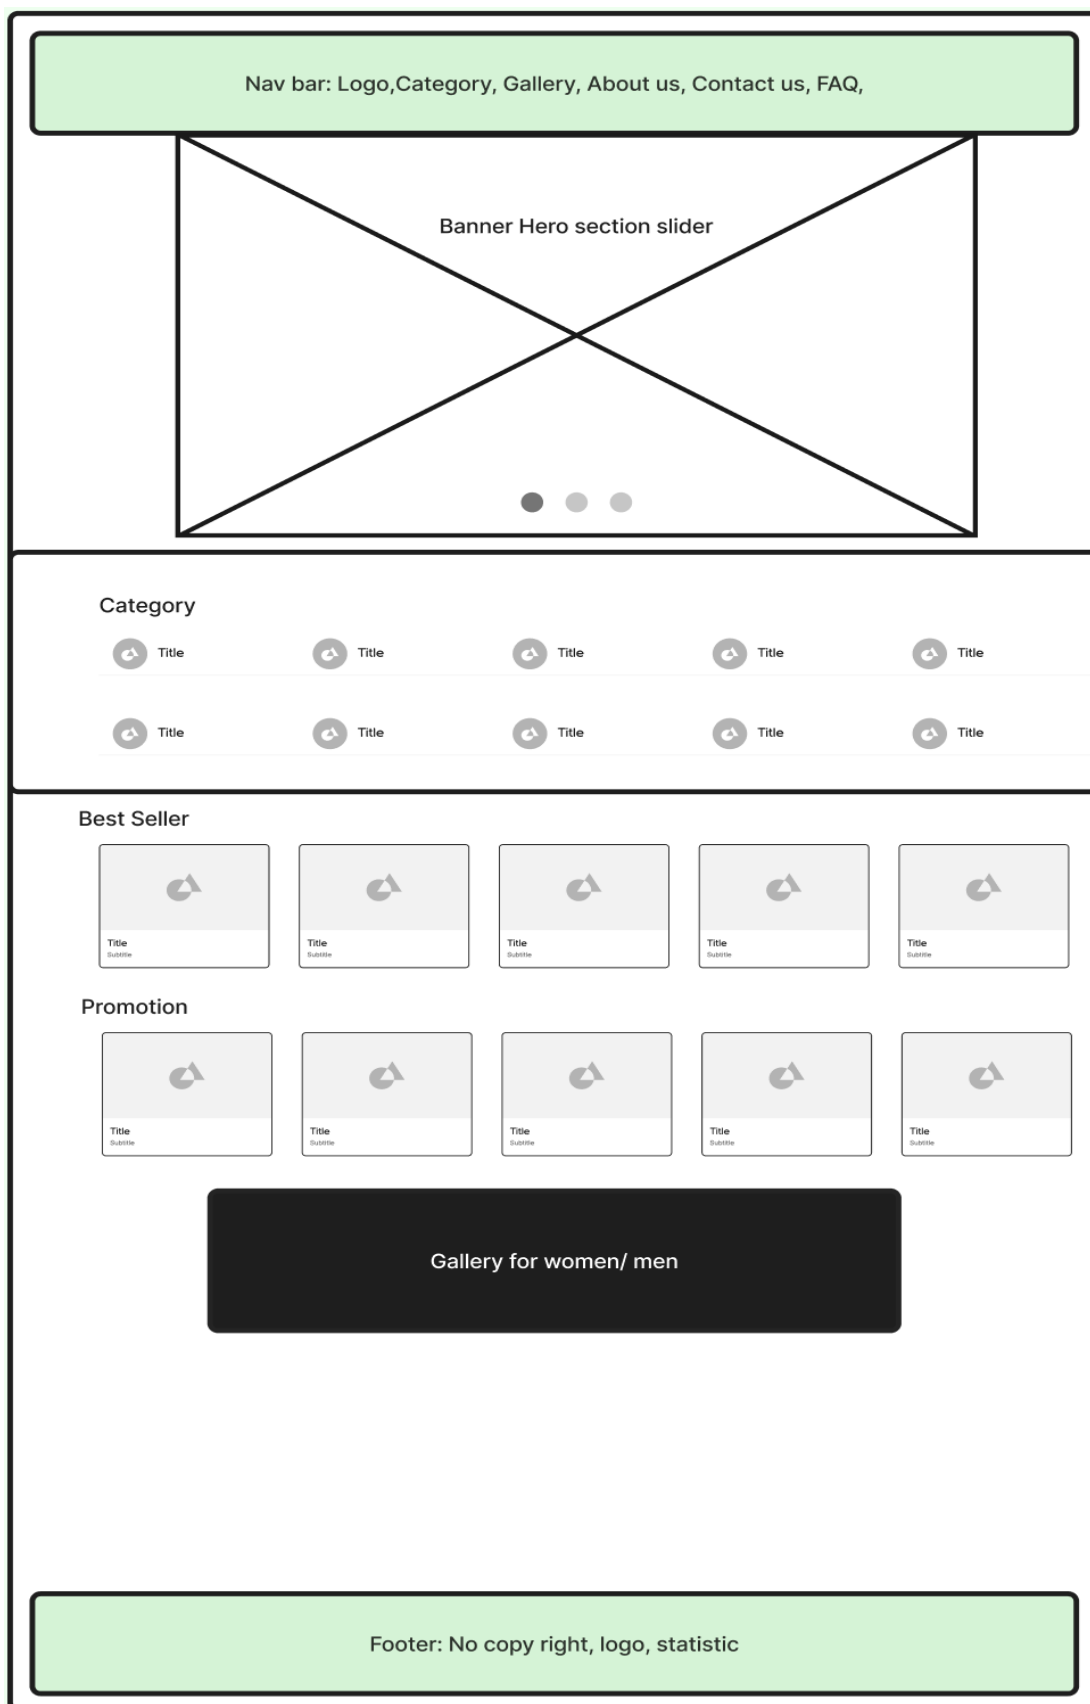 Nav bar: Logo,Category, Gallery, About us, Contact us, FAQ,
Banner Hero section slider
Category
Title Title Title Title Title
Title Title Title Title Title
Best Seller
Title Title Title Title Title
Subtitle Subtitle Subtitle Subtitle Subtitle
Promotion
Title Title Title Title Title
Subtitle Subtitle Subtitle Subtitle Subtitle
Gallery for women/ men
Footer: No copy right, logo, statistic